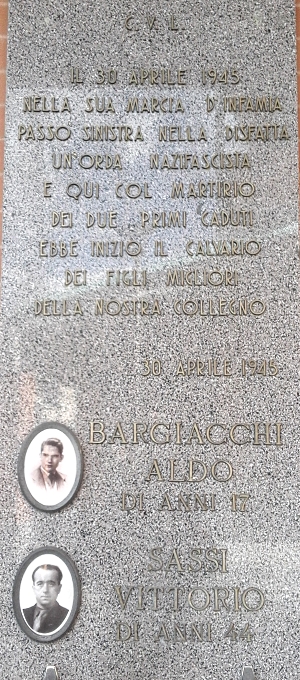 C. V. L.
IL 30 APRILE 1945
NELLA SUA MARCIA D'INFAMIA
PASSO SINISTRA NELLA DISFATTA
UN'ORDA NAZIFASCISTA
E QUI COL MARTIRIO
DEI DUE PRIMI CADUTI
EBBE INIZIO IL CALVARIO
DEI FIGLI MIGLIORI
DELLA NOSTRA COLLEGNO
30 APRILE 1945
BARGIACCHI
ALDO
DI ANNI 17
SASSI
VITTORIO
DI ANNI 44